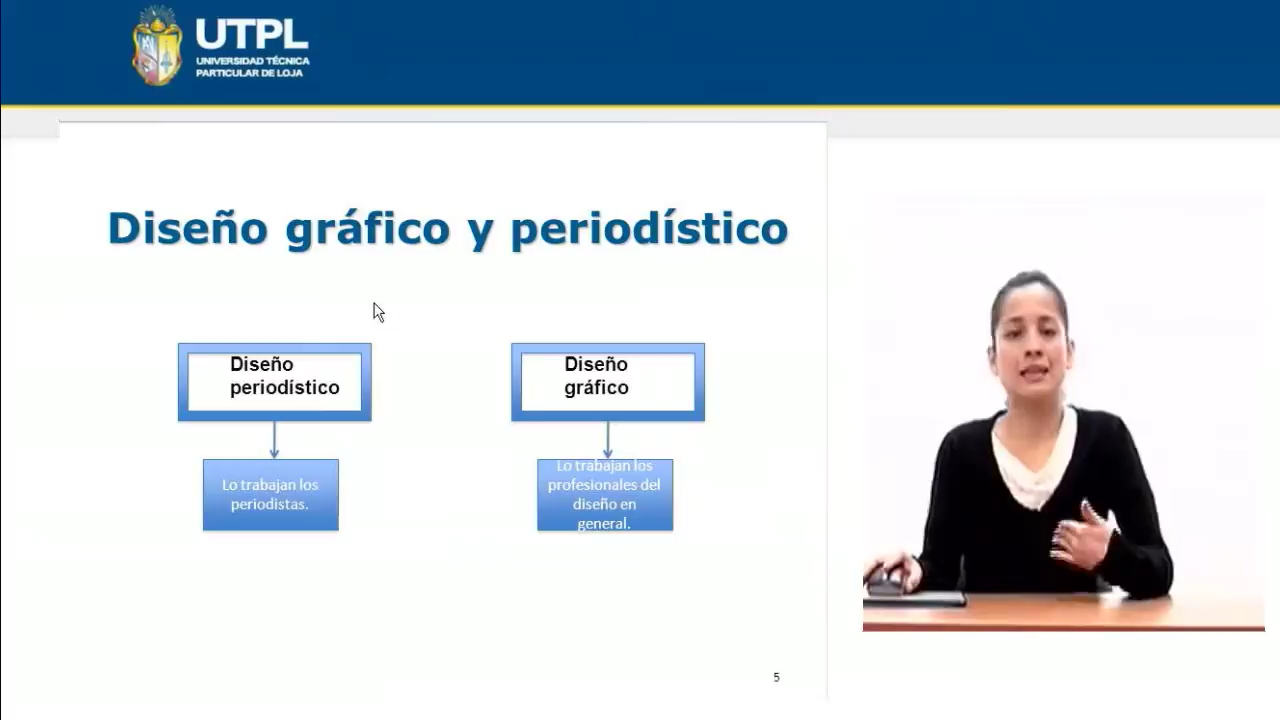 UTPL
UNIVERSIDAD TÉCNICA
PARTICULAR DE LOJA
Diseño gráfico y periodístico
Diseño
periodístico
Lo trabajan los
periodistas.
Diseño
gráfico
Lo trabajan los
profesionales del
diseño en
general.
5